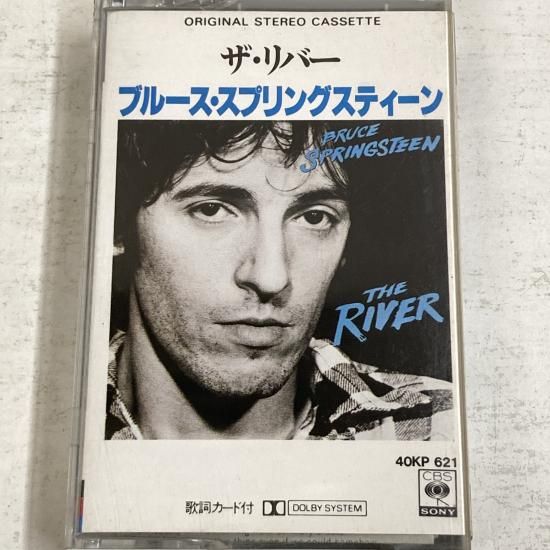 ORIGINAL STEREO CASSETTE
ザ・リバー
ブルース・スプリングスティーン
BRUCE
SPRINGSTEEN
THE
RIVER
40KP 621
CBS
SONY
歌詞カード付 DOLBY SYSTEM